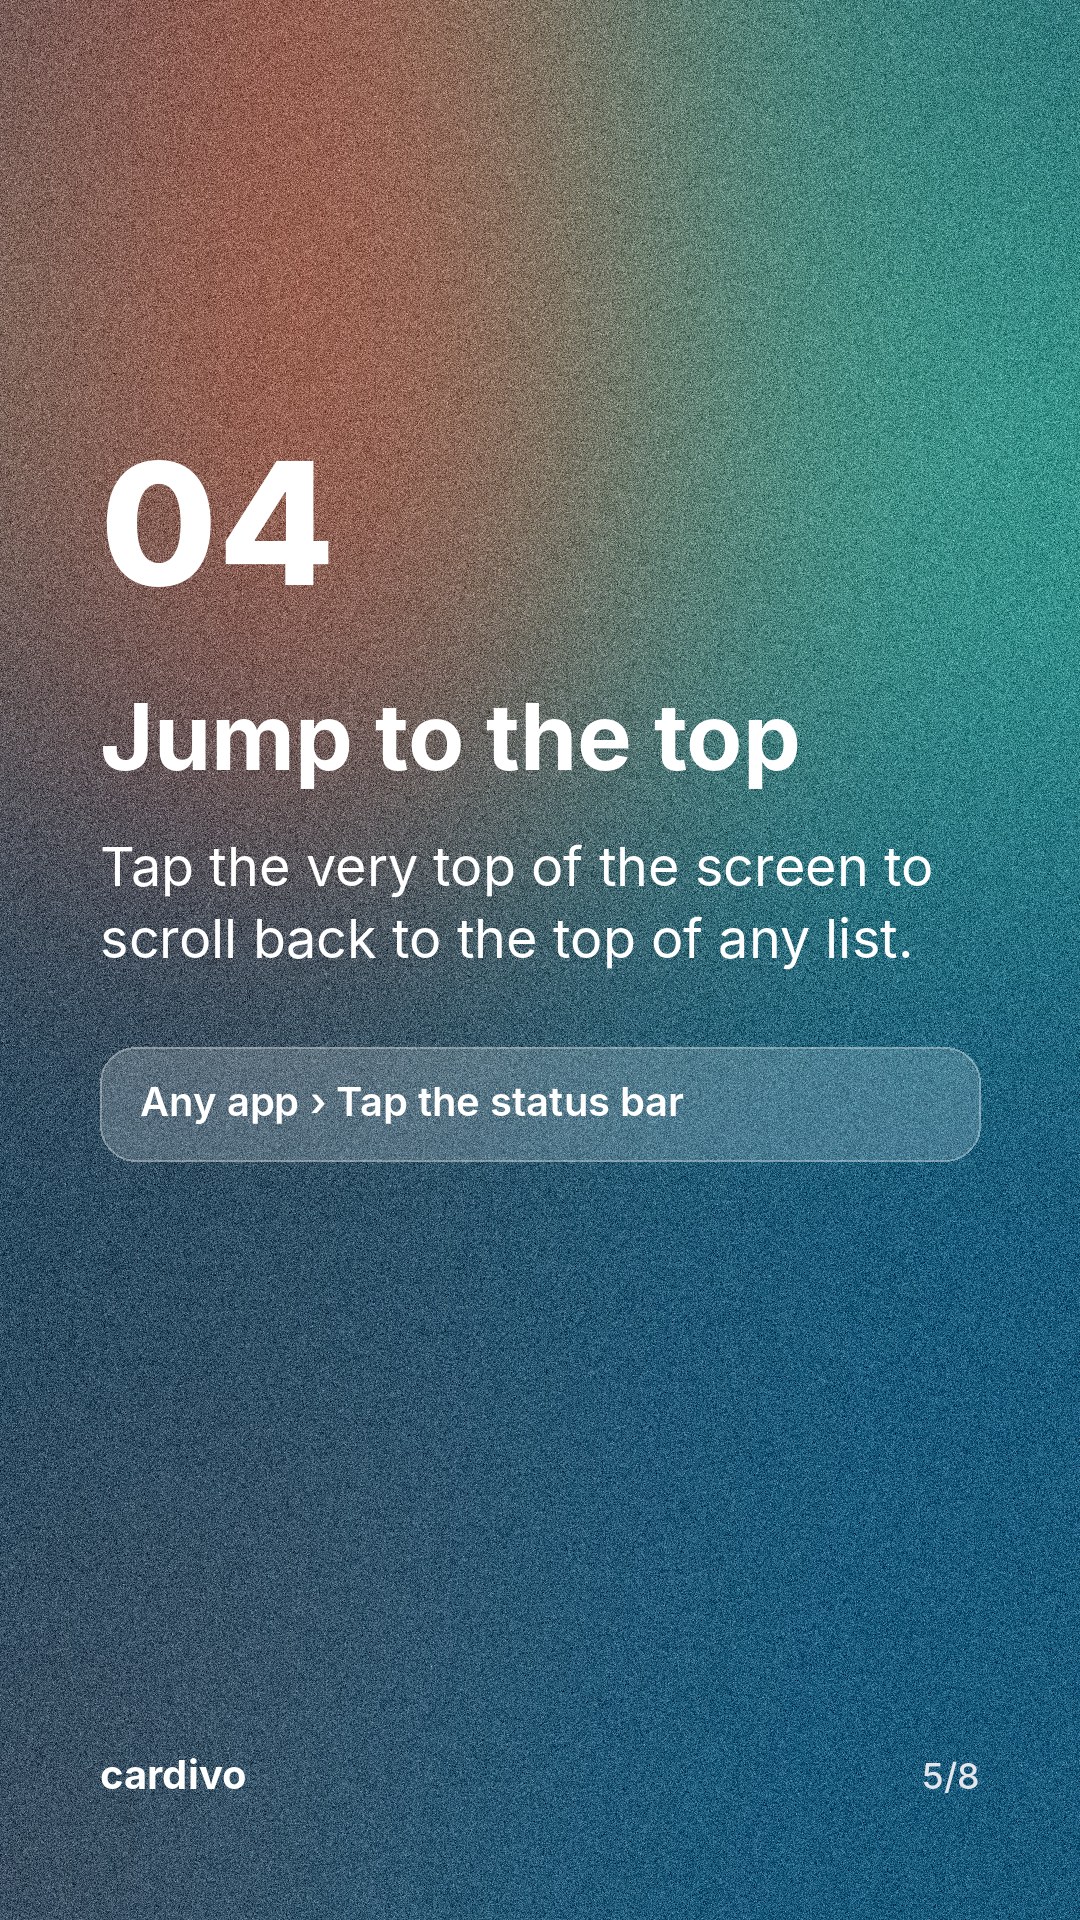 04
Jump to the top
Tap the very top of the screen to
scroll back to the top of any list.
Any app › Tap the status bar
cardivo
5/8